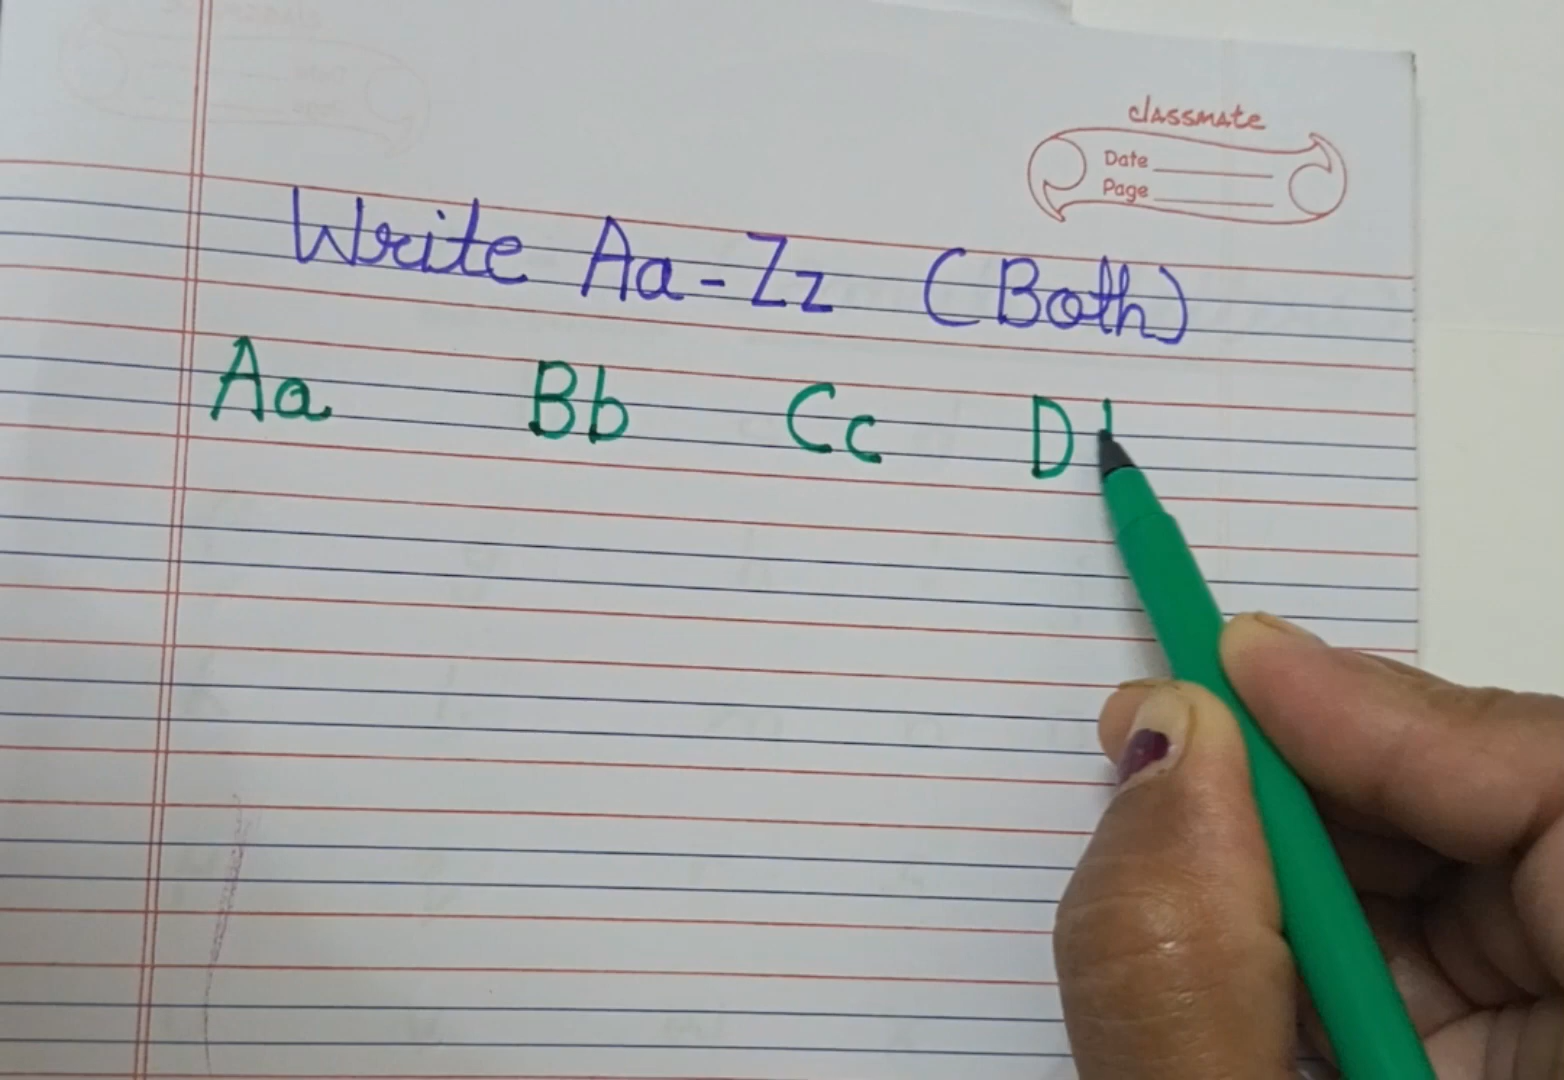 classmate
Date
Page
Write Aa-Zz (Both)
Aa Bb Cc D